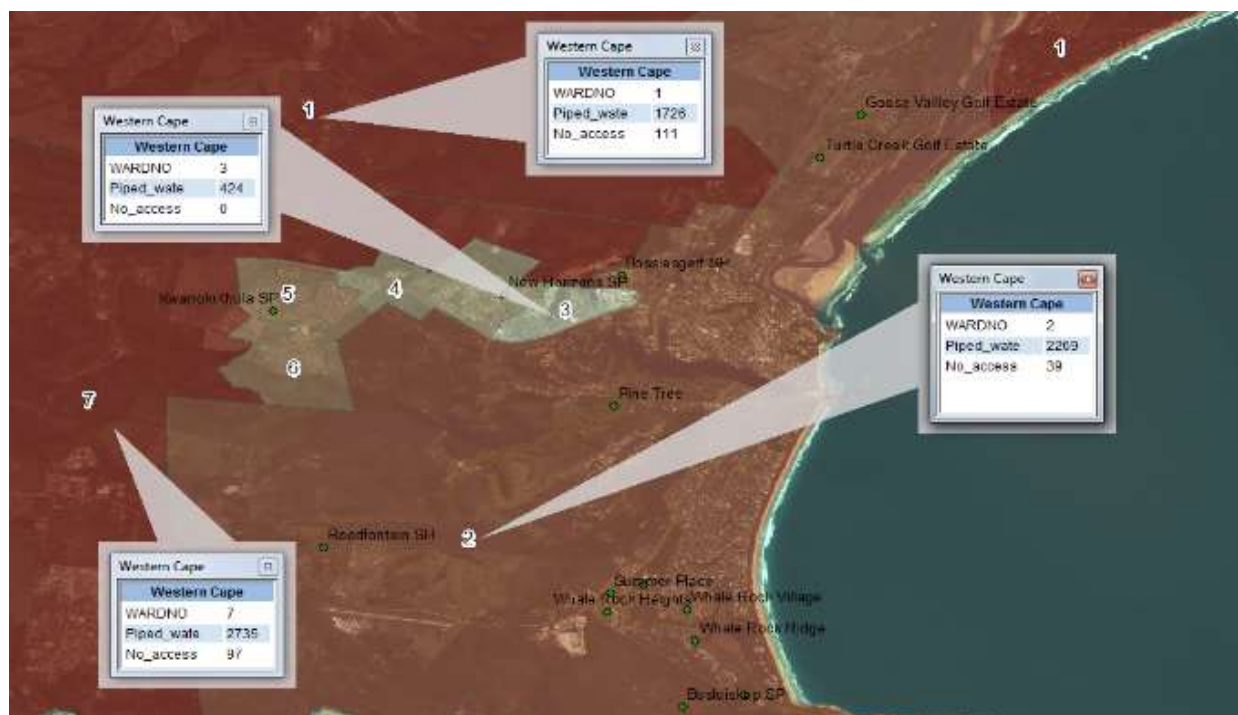 Western Cape
Western Cape
WARDNO 1
Piped_wate 1726
No_access 111
1
1
Goose Valley Golf Estate
Turtle Creek Golf Estate
Western Cape
Western Cape
WARDNO 3
Piped_wate 424
No_access 0
New Horizons SP
Kwanokuthula SP
5
4
3
6
7
Western Cape
Western Cape
WARDNO 2
Piped_wate 2269
No_access 39
Pine Tree
2
Roodfontein SH
Western Cape
Western Cape
WARDNO 7
Piped_wate 2735
No_access 97
Summer Place
Whale Rock Heights
Whale Rock Village
Whale Rock Ridge